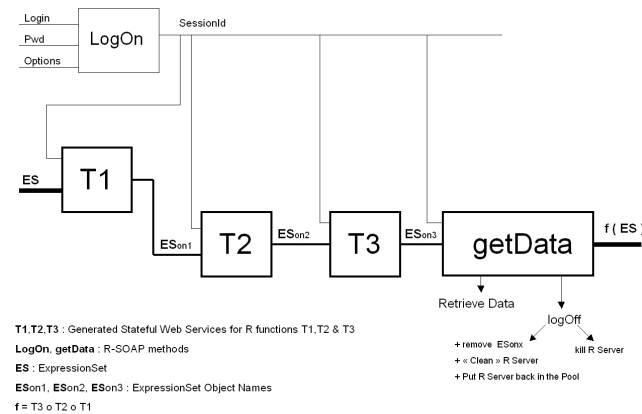 Login
Pwd
Options
LogOn
SessionId
ES
T1
ESon1
T2
ESon2
T3
ESon3
getData
f ( ES )
Retrieve Data
logOff
+ remove ESonx
+ « Clean » R Server
+ Put R Server back in the Pool
kill R Server
T1,T2,T3 : Generated Stateful Web Services for R functions T1,T2 & T3
LogOn, getData : R-SOAP methods
ES : ExpressionSet
ESon1, ESon2, ESon3 : ExpressionSet Object Names
f = T3 o T2 o T1